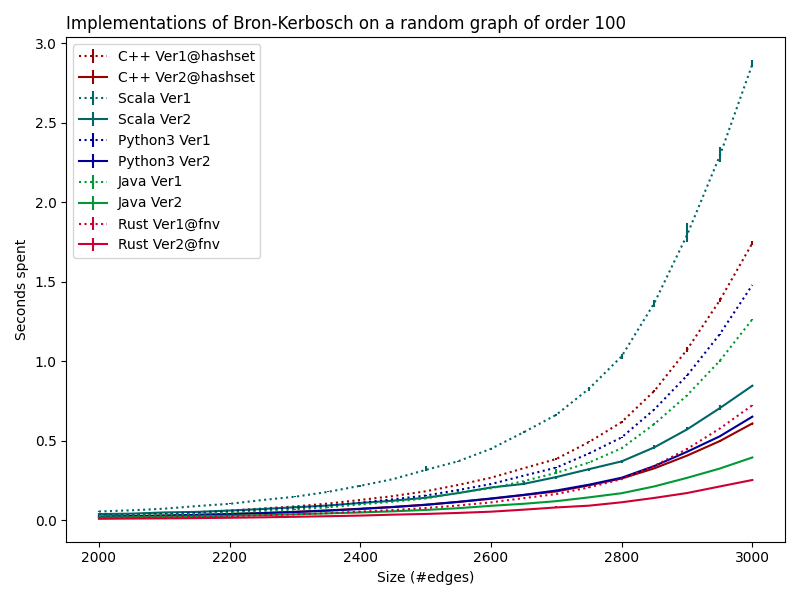 Implementations of Bron-Kerbosch on a random graph of order 100
3.0
2.5
2.0
1.5
1.0
0.5
0.0
Seconds spent
C++ Ver1@hashset
C++ Ver2@hashset
Scala Ver1
Scala Ver2
Python3 Ver1
Python3 Ver2
Java Ver1
Java Ver2
Rust Ver1@fnv
Rust Ver2@fnv
2000 2200 2400 2600 2800 3000
Size (#edges)